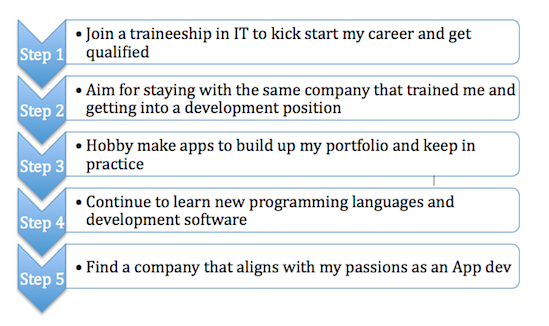 Step 1
• Join a traineeship in IT to kick start my career and get
qualified
Step 2
• Aim for staying with the same company that trained me and
getting into a development position
Step 3
• Hobby make apps to build up my portfolio and keep in
practice
Step 4
• Continue to learn new programming languages and
development software
Step 5
• Find a company that aligns with my passions as an App dev